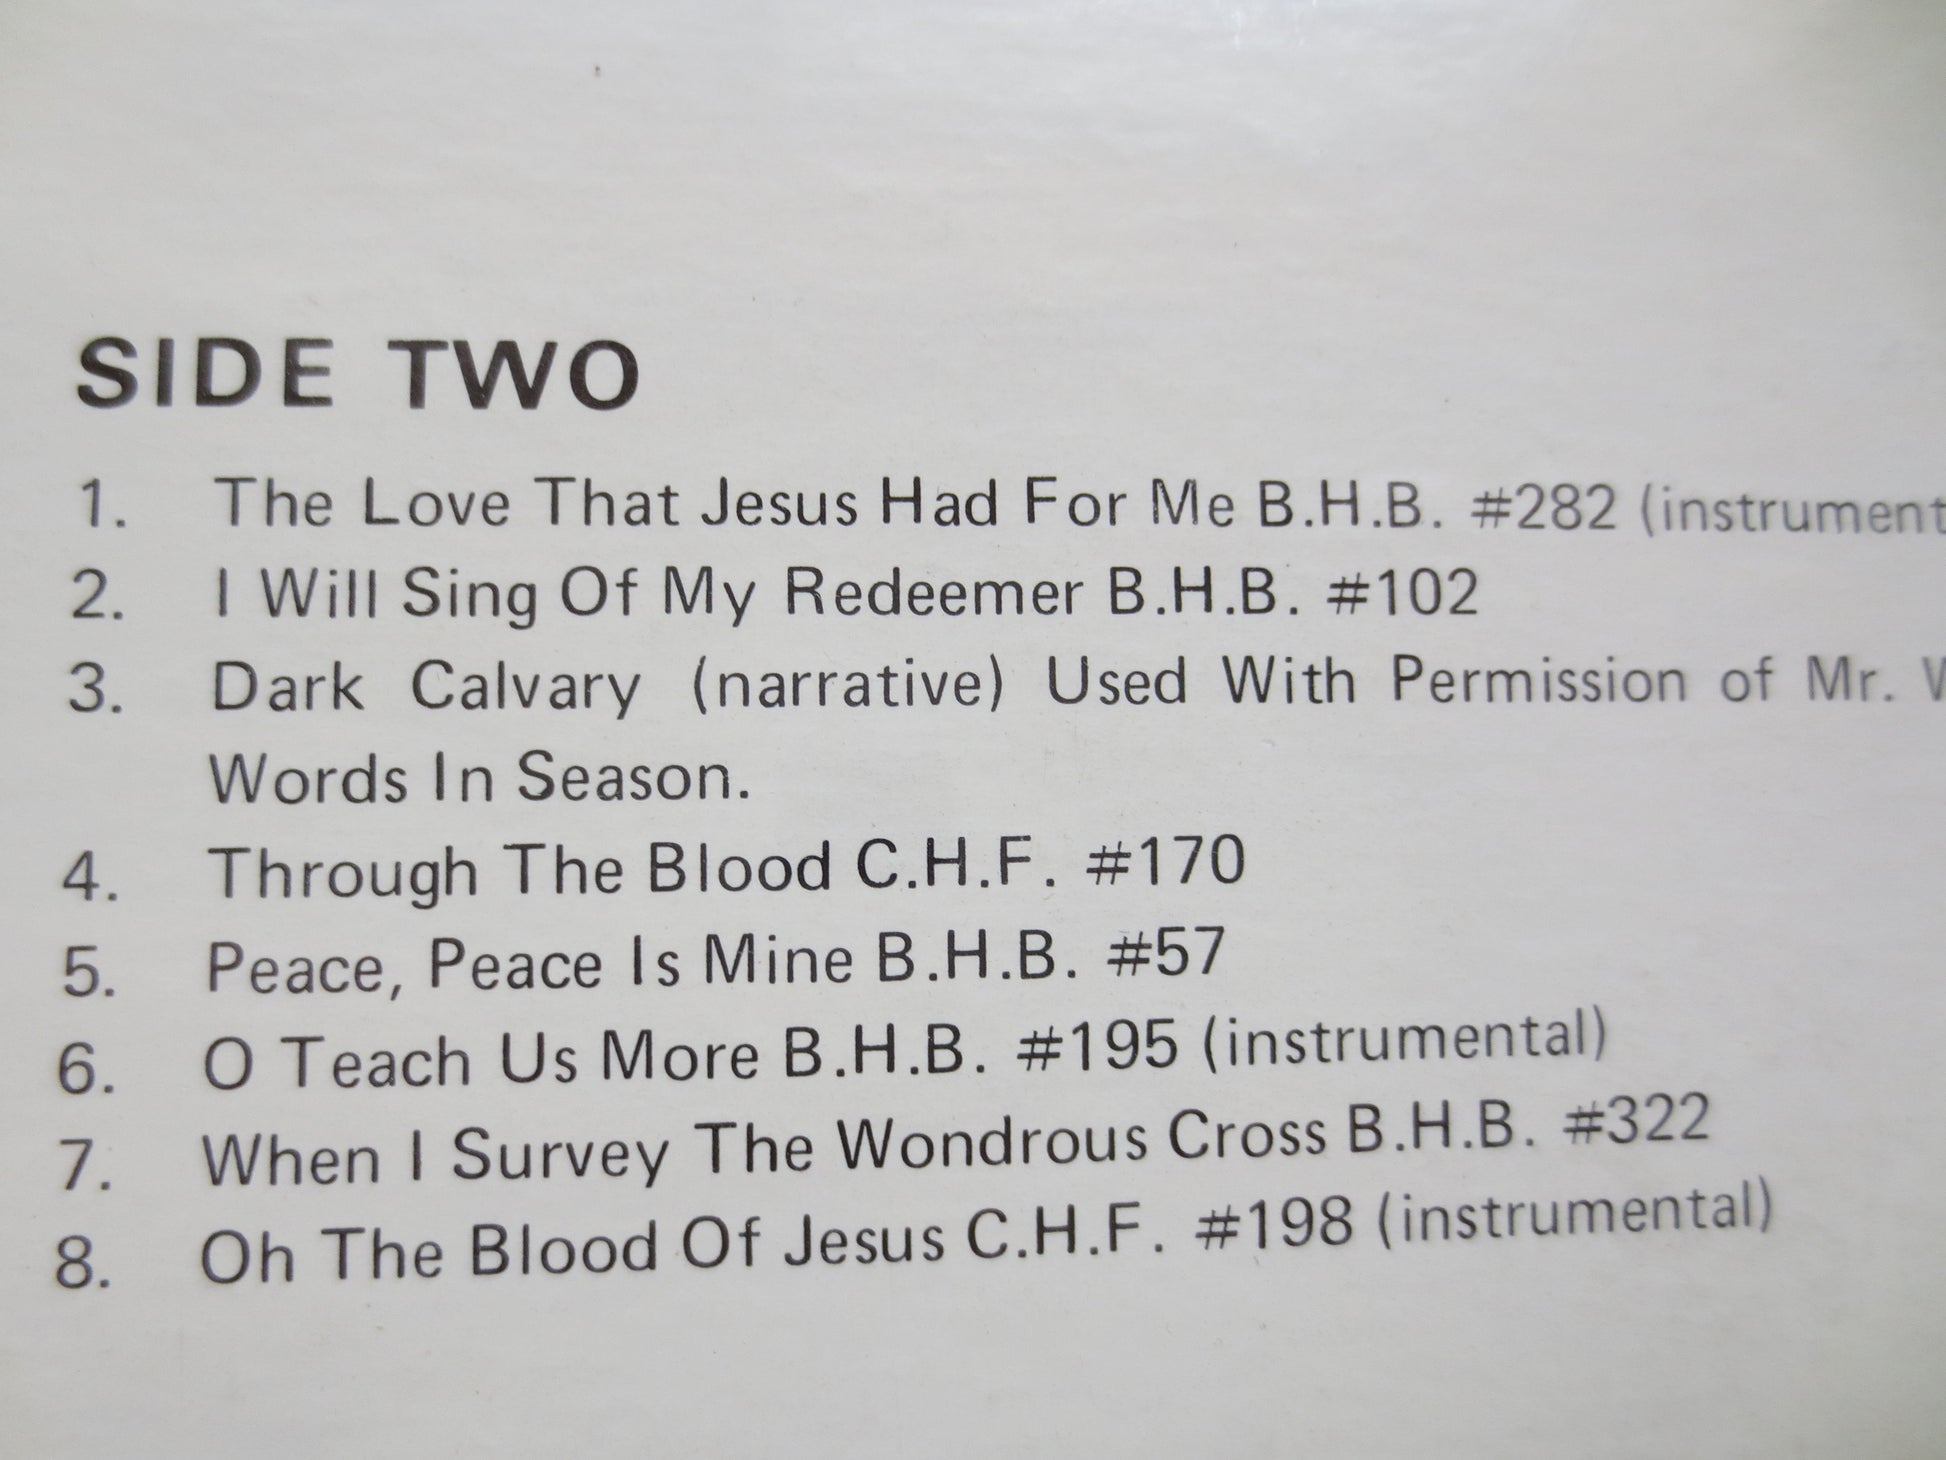 SIDE TWO
1. The Love That Jesus Had For Me B.H.B. #282 (instrument
2. I Will Sing Of My Redeemer B.H.B. #102
3. Dark Calvary (narrative) Used With Permission of Mr.
Words In Season.
4. Through The Blood C.H.F. #170
5. Peace, Peace Is Mine B.H.B. #57
6. O Teach Us More B.H.B. #195 (instrumental)
7. When I Survey The Wondrous Cross B.H.B. #322
8. Oh The Blood Of Jesus C.H.F. #198 (instrumental)